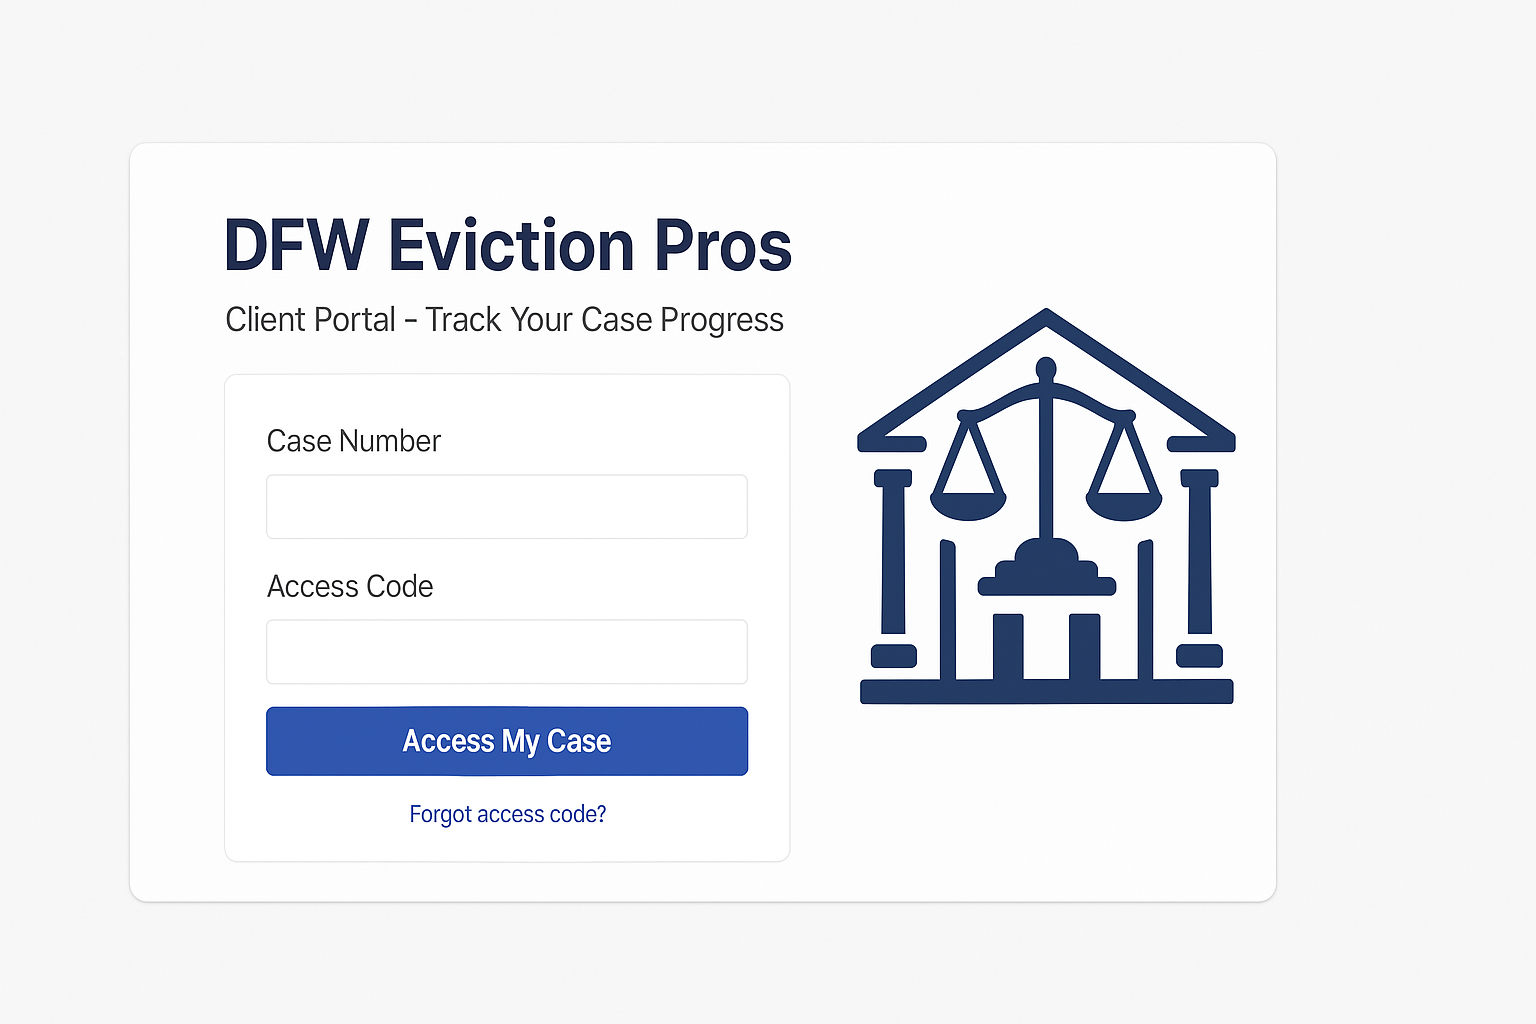 DFW Eviction Pros
Client Portal – Track Your Case Progress
Case Number
Access Code
Access My Case
Forgot access code?